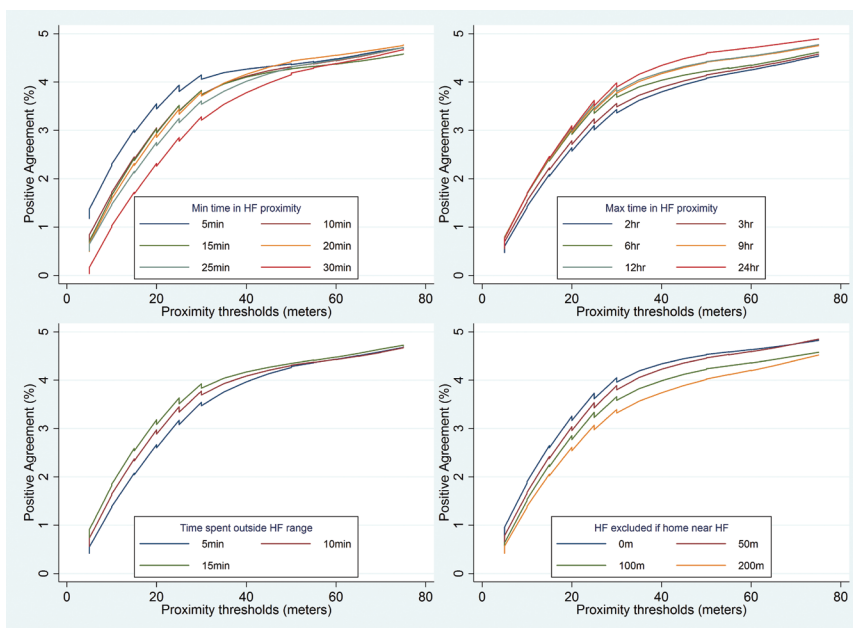 Positive Agreement (%)
5
4
3
2
1
0
Min time in HF proximity
5min 10min
15min 20min
25min 30min
0 20 40 60 80
Proximity thresholds (meters)
Positive Agreement (%)
5
4
3
2
1
0
Max time in HF proximity
2hr 3hr
6hr 9hr
12hr 24hr
0 20 40 60 80
Proximity thresholds (meters)
Positive Agreement (%)
5
4
3
2
1
0
Time spent outside HF range
5min 10min
15min
0 20 40 60 80
Proximity thresholds (meters)
Positive Agreement (%)
5
4
3
2
1
0
HF excluded if home near HF
0m 50m
100m 200m
0 20 40 60 80
Proximity thresholds (meters)